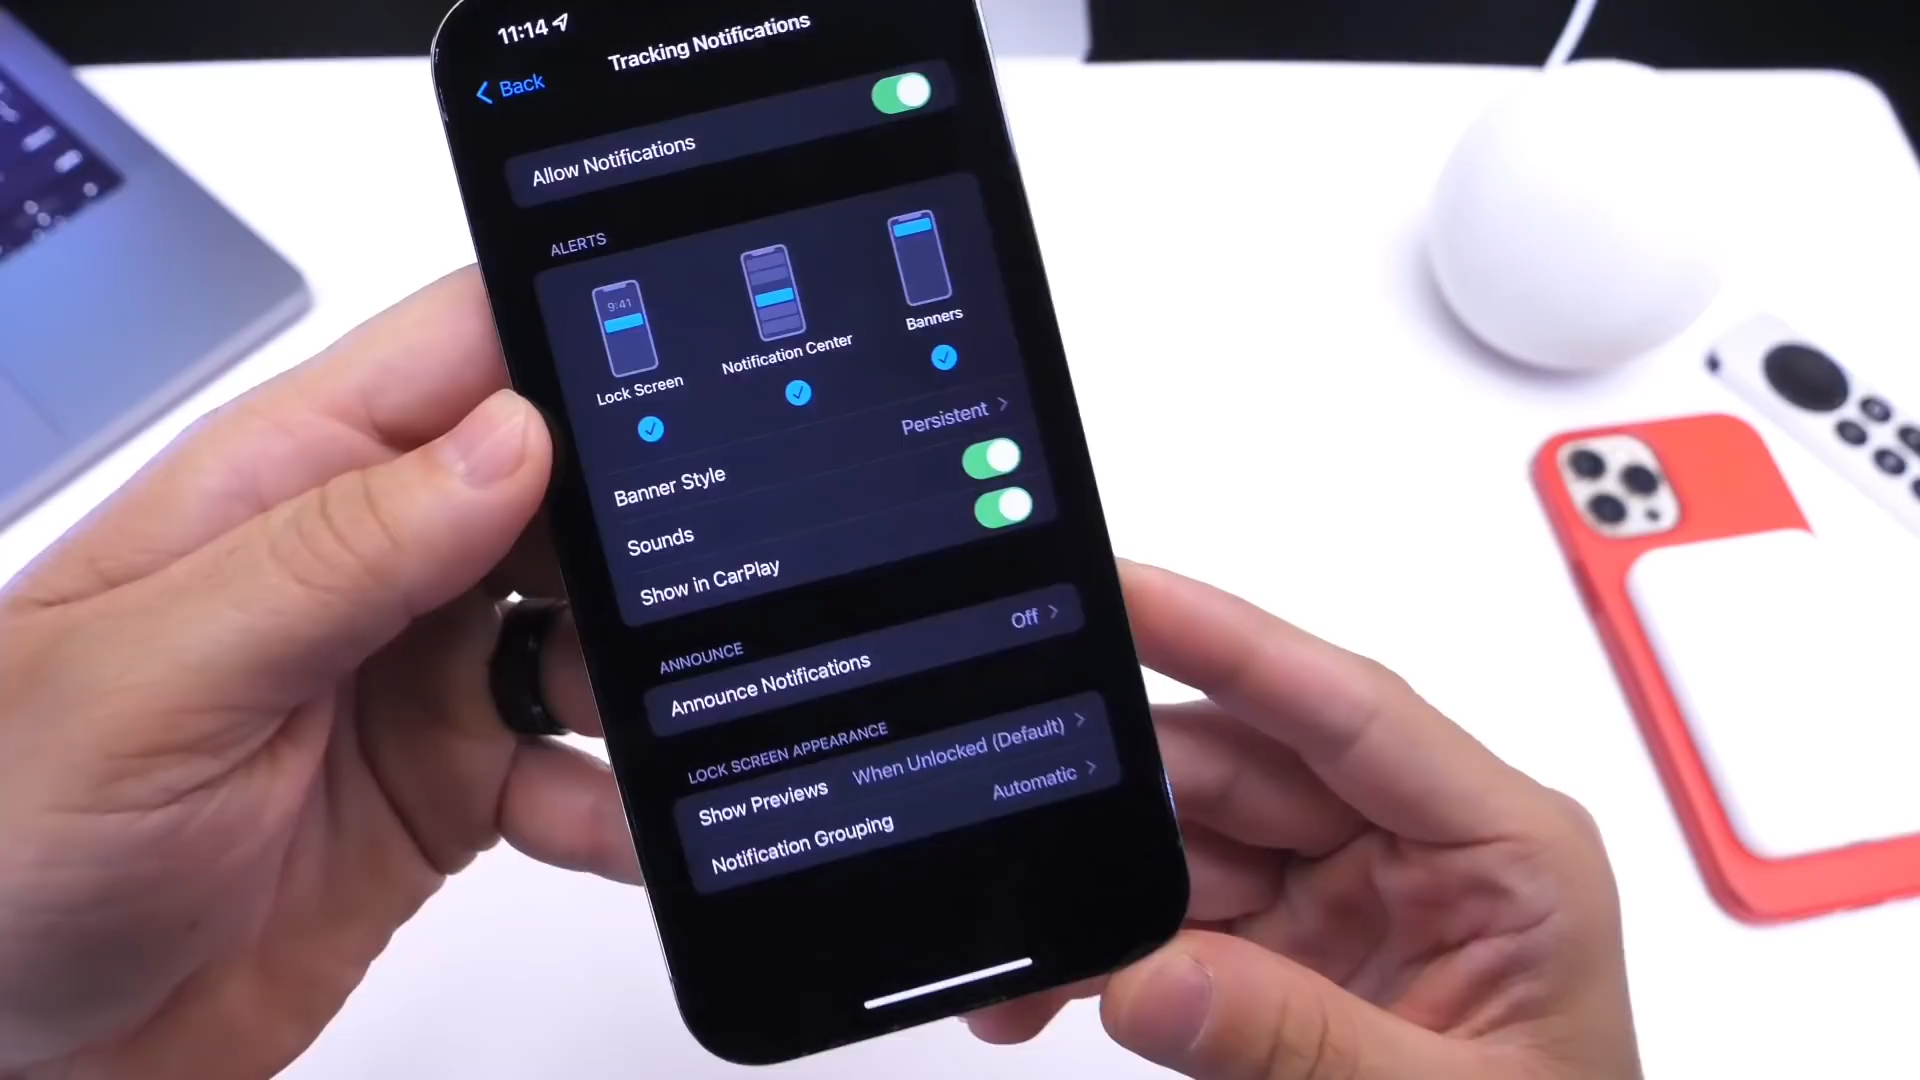 11:14
Tracking Notifications
Back
Allow Notifications
ALERTS
9:41
Lock Screen
Notification Center
Banners
Banner Style
Persistent
Sounds
Show in CarPlay
ANNOUNCE
Announce Notifications
Off
LOCK SCREEN APPEARANCE
Show Previews
When Unlocked (Default)
Notification Grouping
Automatic